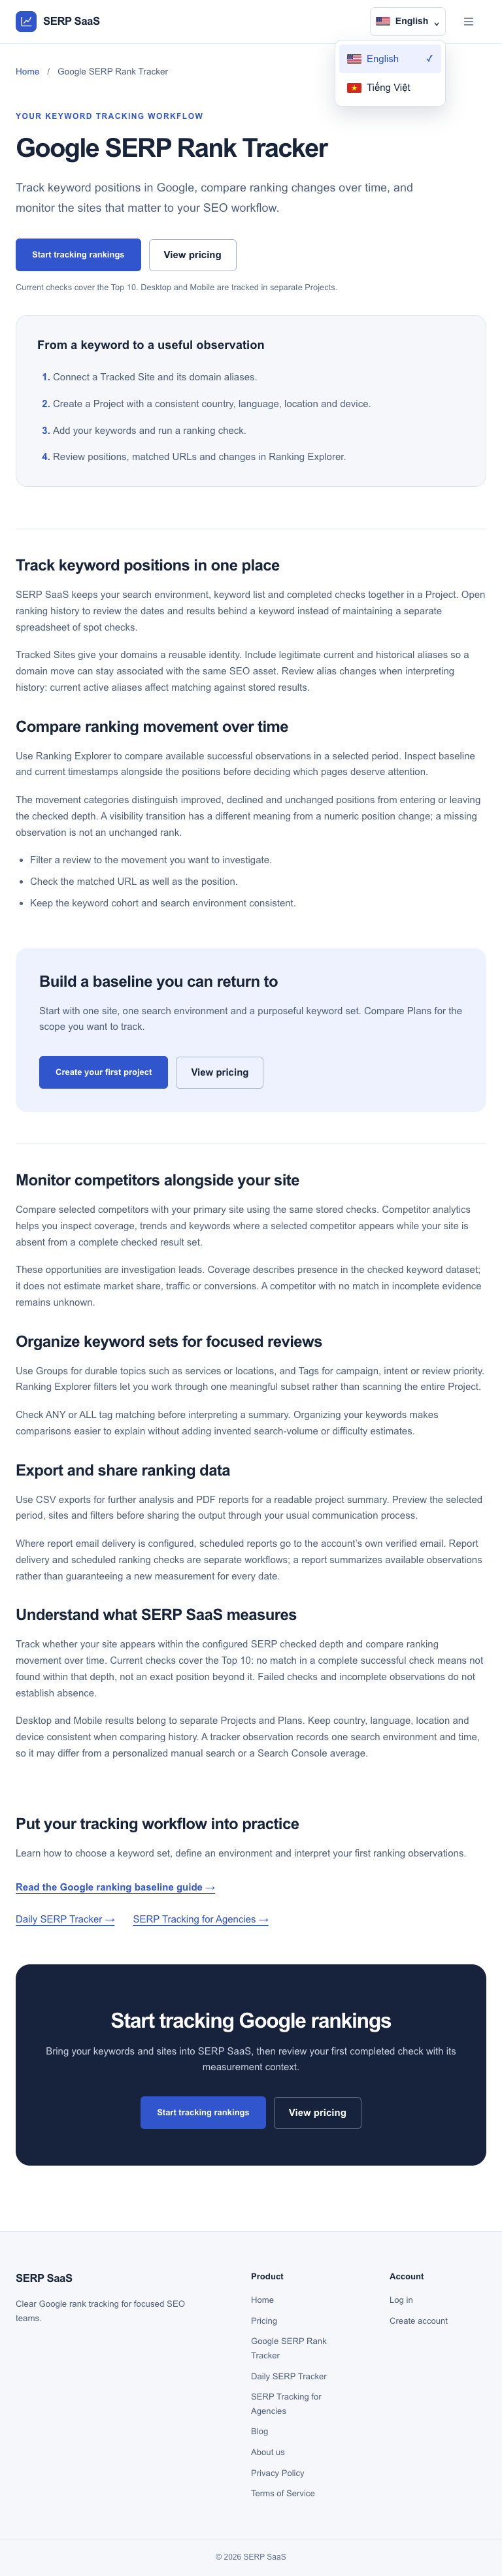 SERP SaaS
English
English ✓
Tiếng Việt
Home / Google SERP Rank Tracker
YOUR KEYWORD TRACKING WORKFLOW
Google SERP Rank Tracker
Track keyword positions in Google, compare ranking changes over time, and
monitor the sites that matter to your SEO workflow.
Start tracking rankings
View pricing
Current checks cover the Top 10. Desktop and Mobile are tracked in separate Projects.
From a keyword to a useful observation
1. Connect a Tracked Site and its domain aliases.
2. Create a Project with a consistent country, language, location and device.
3. Add your keywords and run a ranking check.
4. Review positions, matched URLs and changes in Ranking Explorer.
Track keyword positions in one place
SERP SaaS keeps your search environment, keyword list and completed checks together in a Project. Open
ranking history to review the dates and results behind a keyword instead of maintaining a separate
spreadsheet of spot checks.
Tracked Sites give your domains a reusable identity. Include legitimate current and historical aliases so a
domain move can stay associated with the same SEO asset. Review alias changes when interpreting
history: current active aliases affect matching against stored results.
Compare ranking movement over time
Use Ranking Explorer to compare available successful observations in a selected period. Inspect baseline
and current timestamps alongside the positions before deciding which pages deserve attention.
The movement categories distinguish improved, declined and unchanged positions from entering or leaving
the checked depth. A visibility transition has a different meaning from a numeric position change; a missing
observation is not an unchanged rank.
• Filter a review to the movement you want to investigate.
• Check the matched URL as well as the position.
• Keep the keyword cohort and search environment consistent.
Build a baseline you can return to
Start with one site, one search environment and a purposeful keyword set. Compare Plans for the
scope you want to track.
Create your first project
View pricing
Monitor competitors alongside your site
Compare selected competitors with your primary site using the same stored checks. Competitor analytics
helps you inspect coverage, trends and keywords where a selected competitor appears while your site is
absent from a complete checked result set.
These opportunities are investigation leads. Coverage describes presence in the checked keyword dataset;
it does not estimate market share, traffic or conversions. A competitor with no match in incomplete evidence
remains unknown.
Organize keyword sets for focused reviews
Use Groups for durable topics such as services or locations, and Tags for campaign, intent or review priority.
Ranking Explorer filters let you work through one meaningful subset rather than scanning the entire Project.
Check ANY or ALL tag matching before interpreting a summary. Organizing your keywords makes
comparisons easier to explain without adding invented search-volume or difficulty estimates.
Export and share ranking data
Use CSV exports for further analysis and PDF reports for a readable project summary. Preview the selected
period, sites and filters before sharing the output through your usual communication process.
Where report email delivery is configured, scheduled reports go to the account's own verified email. Report
delivery and scheduled ranking checks are separate workflows; a report summarizes available observations
rather than guaranteeing a new measurement for every date.
Understand what SERP SaaS measures
Track whether your site appears within the configured SERP checked depth and compare ranking
movement over time. Current checks cover the Top 10: no match in a complete successful check means not
found within that depth, not an exact position beyond it. Failed checks and incomplete observations do not
establish absence.
Desktop and Mobile results belong to separate Projects and Plans. Keep country, language, location and
device consistent when comparing history. A tracker observation records one search environment and time,
so it may differ from a personalized manual search or a Search Console average.
Put your tracking workflow into practice
Learn how to choose a keyword set, define an environment and interpret your first ranking observations.
Read the Google ranking baseline guide →
Daily SERP Tracker → SERP Tracking for Agencies →
Start tracking Google rankings
Bring your keywords and sites into SERP SaaS, then review your first completed check with its
measurement context.
Start tracking rankings
View pricing
SERP SaaS
Clear Google rank tracking for focused SEO
teams.
Product
Home
Pricing
Google SERP Rank
Tracker
Daily SERP Tracker
SERP Tracking for
Agencies
Blog
About us
Privacy Policy
Terms of Service
Account
Log in
Create account
© 2026 SERP SaaS